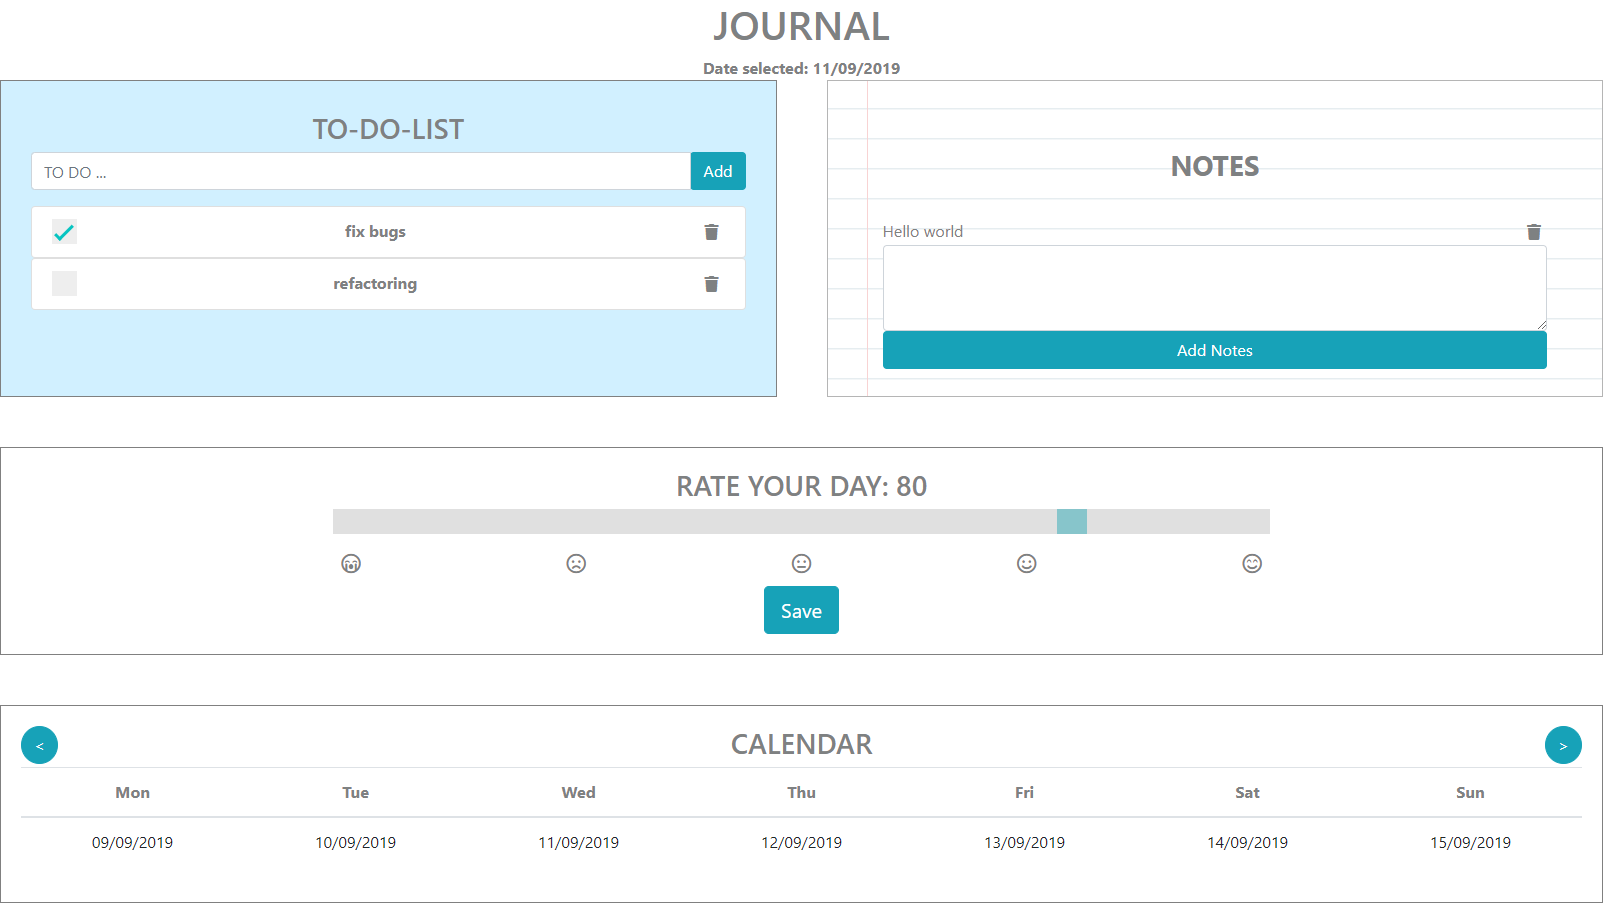 JOURNAL
Date selected: 11/09/2019
TO-DO-LIST
TO DO ...
Add
fix bugs
refactoring
NOTES
Hello world
Add Notes
RATE YOUR DAY: 80
Save
<
CALENDAR
>
Mon Tue Wed Thu Fri Sat Sun
09/09/2019 10/09/2019 11/09/2019 12/09/2019 13/09/2019 14/09/2019 15/09/2019